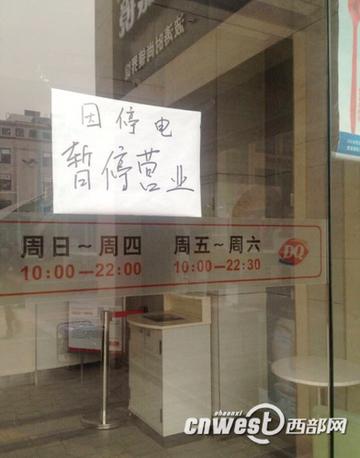 因停电
暂停营业
周日～周四 周五～周六
10:00—22:00 10:00—22:30
DQ
shaanxi
cnwest 西部网